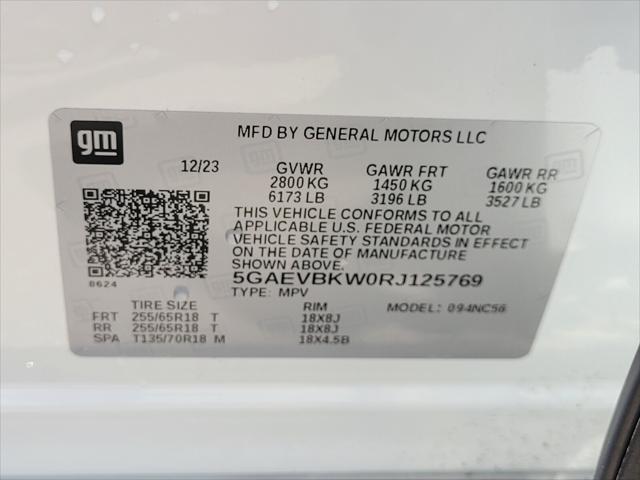 gm
MFD BY GENERAL MOTORS LLC
12/23 GVWR GAWR FRT GAWR RR
2800 KG 1450 KG 1600 KG
6173 LB 3196 LB 3527 LB
THIS VEHICLE CONFORMS TO ALL
APPLICABLE U.S. FEDERAL MOTOR
VEHICLE SAFETY STANDARDS IN EFFECT
ON THE DATE OF MANUFACTURE
SHOWN ABOVE.
8624
5GAEVBKW0RJ125769
TYPE: MPV MODEL: 094NC56
TIRE SIZE RIM
FRT 255/65R18 T 18X8J
RR 255/65R18 T 18X8J
SPA T135/70R18 M 18X4.5B